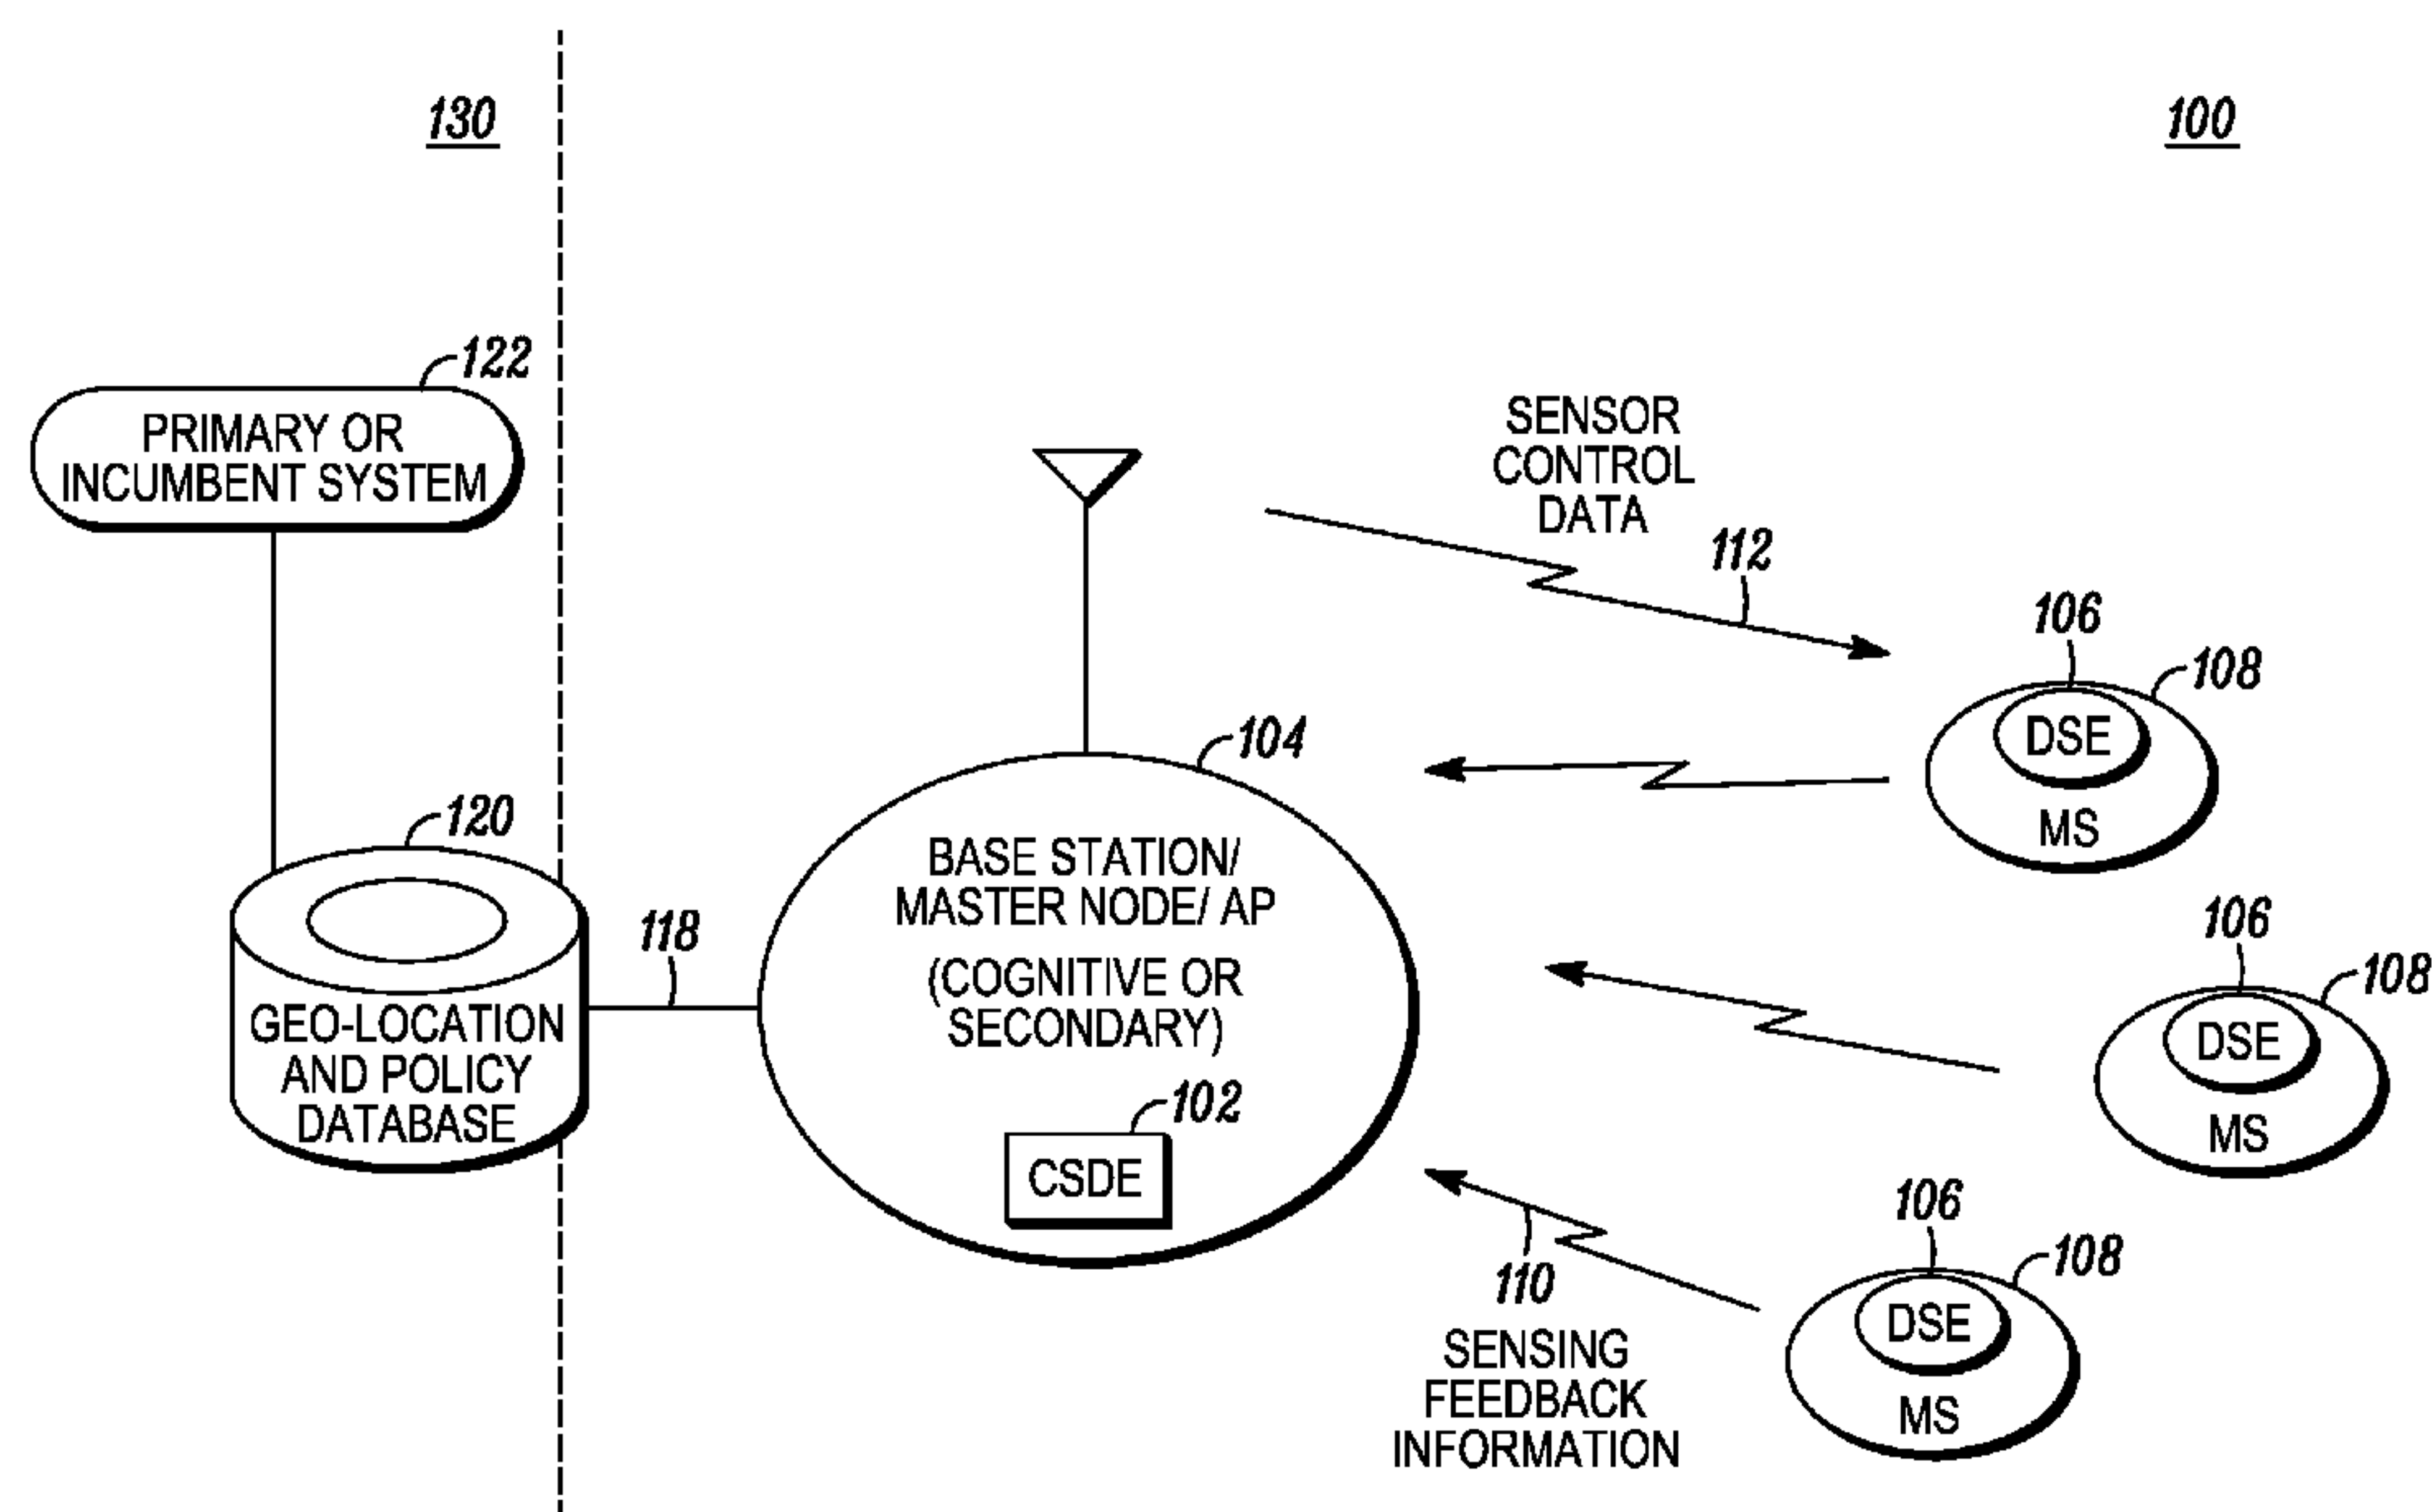 130
100
122
PRIMARY OR
INCUMBENT SYSTEM
SENSOR
CONTROL
DATA
112
106
108
DSE
MS
104
120
BASE STATION/
MASTER NODE/ AP
(COGNITIVE OR
SECONDARY)
118
GEO-LOCATION
AND POLICY
DATABASE
102
CSDE
106
108
DSE
MS
106
108
DSE
MS
110
SENSING
FEEDBACK
INFORMATION